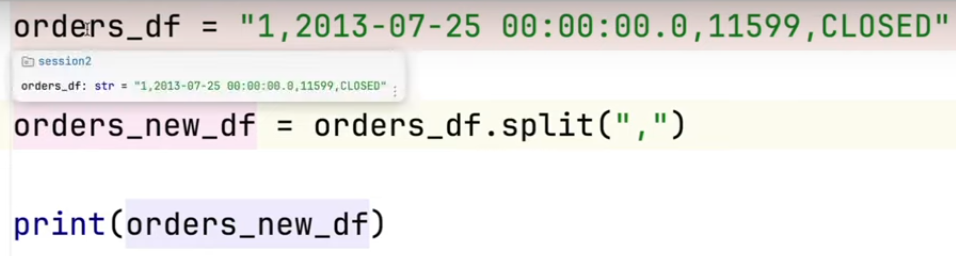 orders_df = "1,2013-07-25 00:00:00.0,11599,CLOSED"
session2
orders_df: str = "1,2013-07-25 00:00:00.0,11599,CLOSED"
orders_new_df = orders_df.split(",")
print(orders_new_df)